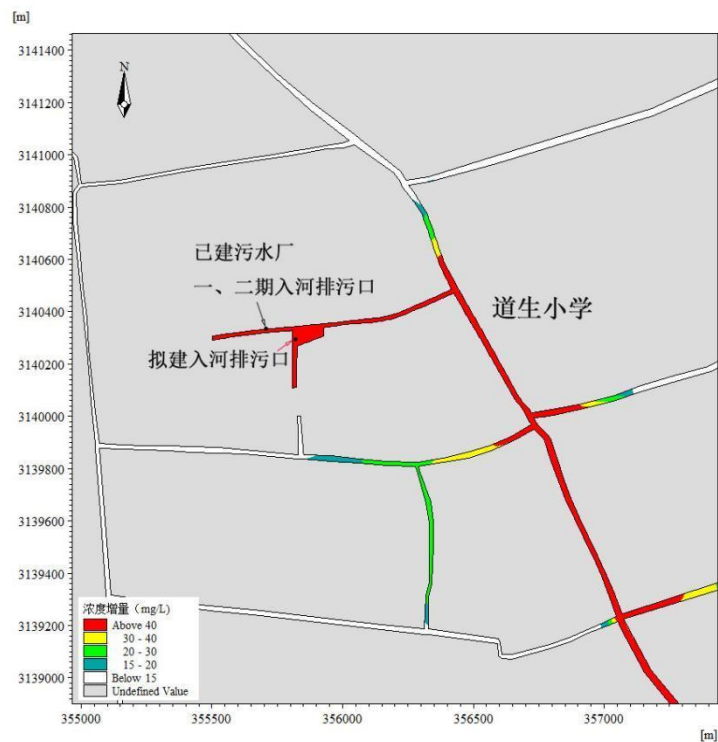 [m]
3141400
3141200
3141000
3140800
3140600
3140400
3140200
3140000
3139800
3139600
3139400
3139200
3139000
N
已建污水厂
一、二期入河排污口
拟建入河排污口
道生小学
浓度增量（mg/L）
Above 40
30 - 40
20 - 30
15 - 20
Below 15
Undefined Value
355000
355500
356000
356500
357000
[m]